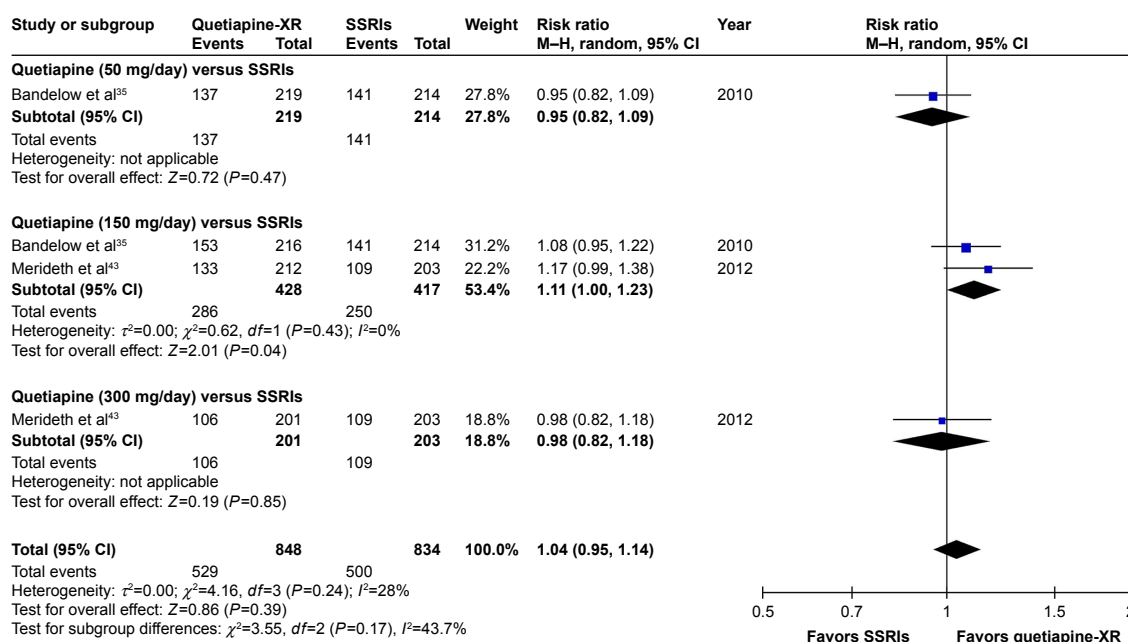 Study or subgroup Quetiapine-XR SSRIs Weight Risk ratio Year Risk ratio
Events Total Events Total M–H, random, 95% CI M–H, random, 95% CI
Quetiapine (50 mg/day) versus SSRIs
Bandelow et al³⁵ 137 219 141 214 27.8% 0.95 (0.82, 1.09) 2010
Subtotal (95% CI) 219 214 27.8% 0.95 (0.82, 1.09)
Total events 137 141
Heterogeneity: not applicable
Test for overall effect: Z=0.72 (P=0.47)
Quetiapine (150 mg/day) versus SSRIs
Bandelow et al³⁵ 153 216 141 214 31.2% 1.08 (0.95, 1.22) 2010
Merideth et al⁴³ 133 212 109 203 22.2% 1.17 (0.99, 1.38) 2012
Subtotal (95% CI) 428 417 53.4% 1.11 (1.00, 1.23)
Total events 286 250
Heterogeneity: τ²=0.00; χ²=0.62, df=1 (P=0.43); I²=0%
Test for overall effect: Z=2.01 (P=0.04)
Quetiapine (300 mg/day) versus SSRIs
Merideth et al⁴³ 106 201 109 203 18.8% 0.98 (0.82, 1.18) 2012
Subtotal (95% CI) 201 203 18.8% 0.98 (0.82, 1.18)
Total events 106 109
Heterogeneity: not applicable
Test for overall effect: Z=0.19 (P=0.85)
Total (95% CI) 848 834 100.0% 1.04 (0.95, 1.14)
Total events 529 500
Heterogeneity: τ²=0.00; χ²=4.16, df=3 (P=0.24); I²=28%
Test for overall effect: Z=0.86 (P=0.39)
Test for subgroup differences: χ²=3.55, df=2 (P=0.17), I²=43.7%
0.5 0.7 1 1.5 2
Favors SSRIs Favors quetiapine-XR